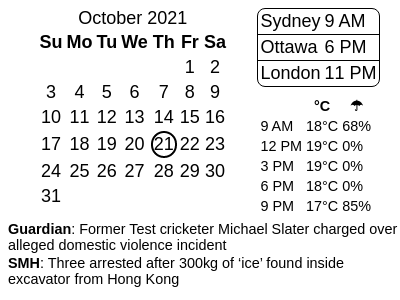 October 2021
Su Mo Tu We Th Fr Sa
1 2
3 4 5 6 7 8 9
10 11 12 13 14 15 16
17 18 19 20 21 22 23
24 25 26 27 28 29 30
31
Sydney 9 AM
Ottawa 6 PM
London 11 PM
°C ☂
9 AM 18°C 68%
12 PM 19°C 0%
3 PM 19°C 0%
6 PM 18°C 0%
9 PM 17°C 85%
Guardian: Former Test cricketer Michael Slater charged over
alleged domestic violence incident
SMH: Three arrested after 300kg of ‘ice’ found inside
excavator from Hong Kong